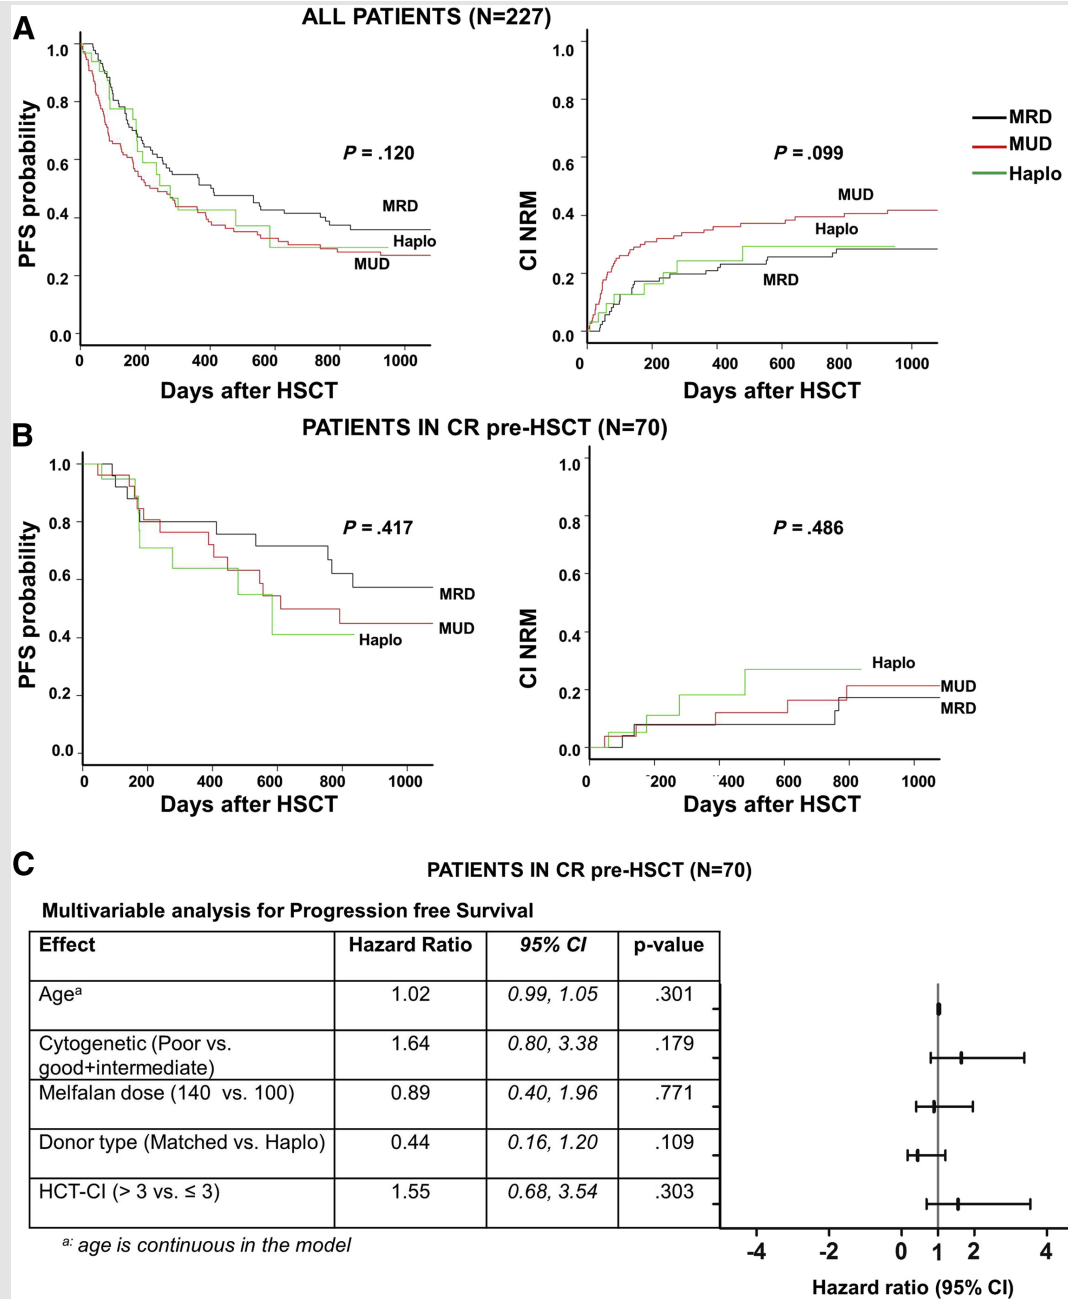 A
ALL PATIENTS (N=227)
PFS probability
1.0
0.8
0.6
0.4
0.2
0.0
P = .120
MRD
Haplo
MUD
0 200 400 600 800 1000
Days after HSCT
CI NRM
1.0
0.8
0.6
0.4
0.2
0.0
P = .099
MUD
Haplo
MRD
0 200 400 600 800 1000
Days after HSCT
MRD
MUD
Haplo
B
PATIENTS IN CR pre-HSCT (N=70)
PFS probability
1.0
0.8
0.6
0.4
0.2
0.0
P = .417
MRD
MUD
Haplo
0 200 400 600 800 1000
Days after HSCT
CI NRM
1.0
0.8
0.6
0.4
0.2
0.0
P = .486
Haplo
MUD
MRD
0 200 400 600 800 1000
Days after HSCT
C
PATIENTS IN CR pre-HSCT (N=70)
Multivariable analysis for Progression free Survival
Effect Hazard Ratio 95% CI p-value
Ageª 1.02 0.99, 1.05 .301
Cytogenetic (Poor vs. 1.64 0.80, 3.38 .179
good+intermediate)
Melfalan dose (140 vs. 100) 0.89 0.40, 1.96 .771
Donor type (Matched vs. Haplo) 0.44 0.16, 1.20 .109
HCT-CI (> 3 vs. ≤ 3) 1.55 0.68, 3.54 .303
a: age is continuous in the model
-4 -2 0 1 2 4
Hazard ratio (95% CI)